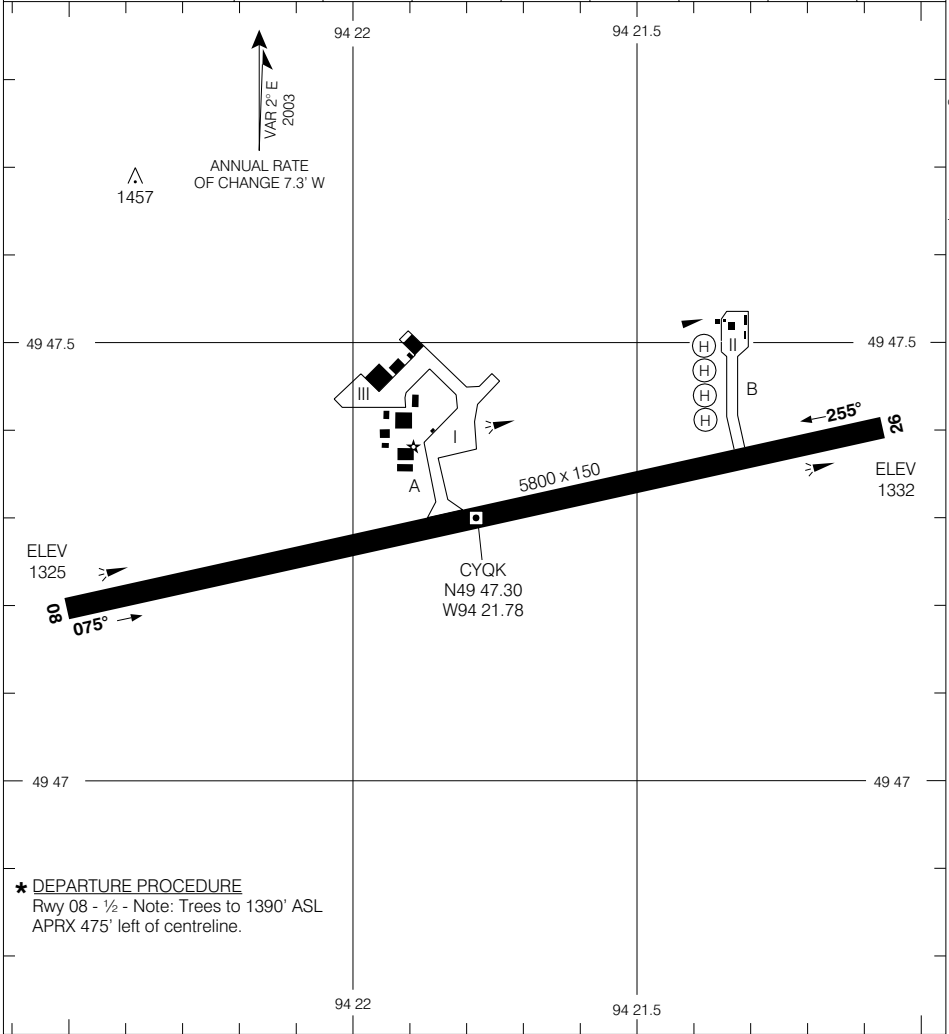 94 22
94 21.5
VAR 2° E
2003
ANNUAL RATE
OF CHANGE 7.3' W
1457
49 47.5
49 47.5
II
H
H
H
H
B
III
I
A
255°
26
5800 x 150
ELEV
1332
ELEV
1325
CYQK
N49 47.30
W94 21.78
08
075°
49 47
49 47
* DEPARTURE PROCEDURE
Rwy 08 - ½ - Note: Trees to 1390' ASL
APRX 475' left of centreline.
94 22
94 21.5